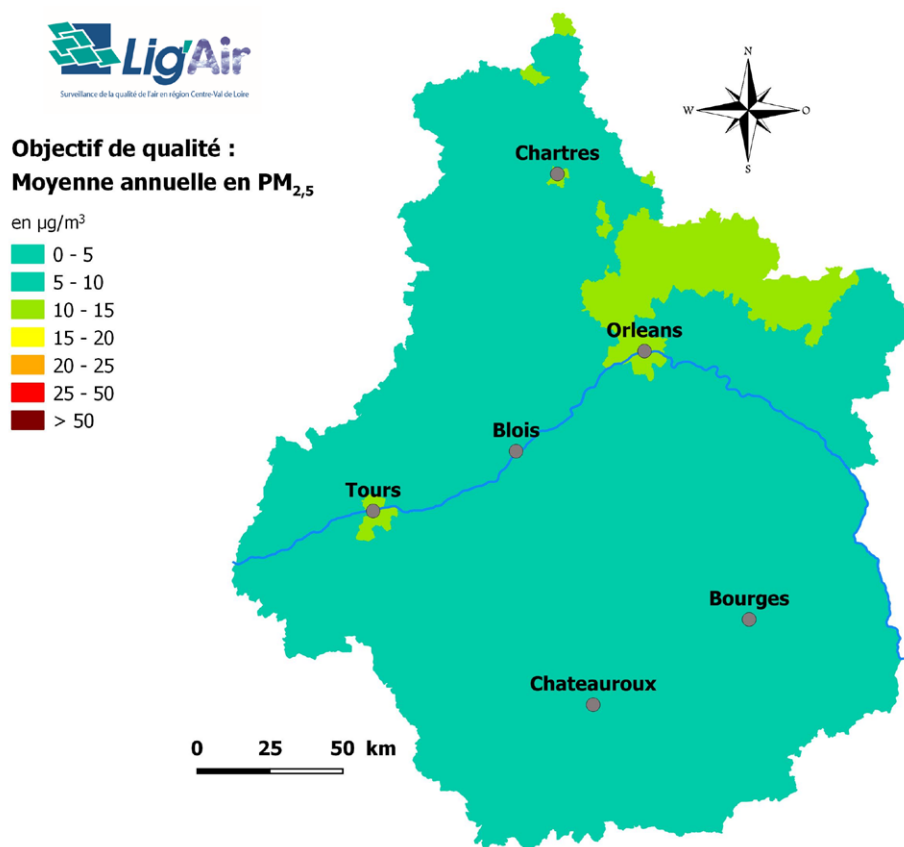 Lig'Air
Surveillance de la qualité de l'air en région Centre-Val de Loire
N
W
O
S
Objectif de qualité :
Moyenne annuelle en PM2,5
en µg/m³
0 - 5
5 - 10
10 - 15
15 - 20
20 - 25
25 - 50
> 50
Chartres
Orleans
Blois
Tours
Bourges
Chateauroux
0 25 50 km